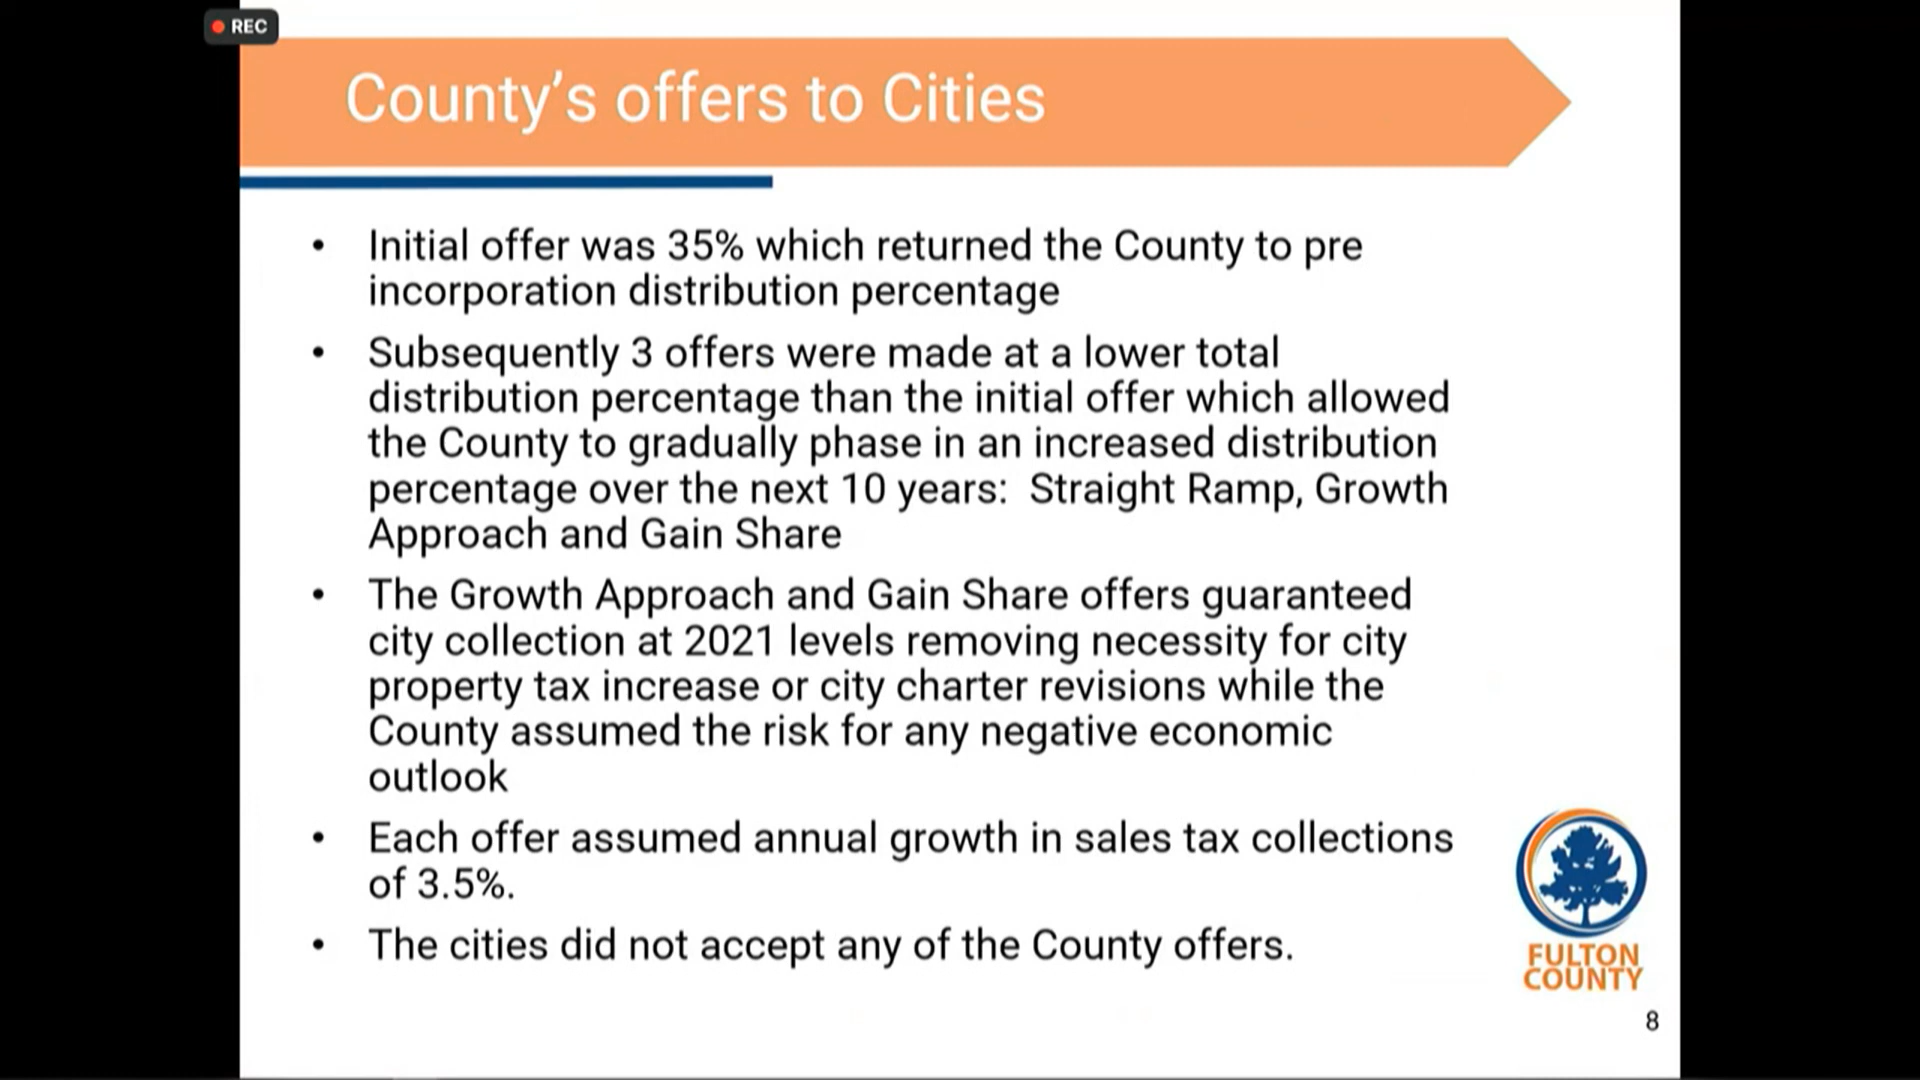 REC
County's offers to Cities
• Initial offer was 35% which returned the County to pre
incorporation distribution percentage
• Subsequently 3 offers were made at a lower total
distribution percentage than the initial offer which allowed
the County to gradually phase in an increased distribution
percentage over the next 10 years:  Straight Ramp, Growth
Approach and Gain Share
• The Growth Approach and Gain Share offers guaranteed
city collection at 2021 levels removing necessity for city
property tax increase or city charter revisions while the
County assumed the risk for any negative economic
outlook
• Each offer assumed annual growth in sales tax collections
of 3.5%.
• The cities did not accept any of the County offers.
FULTON
COUNTY
8